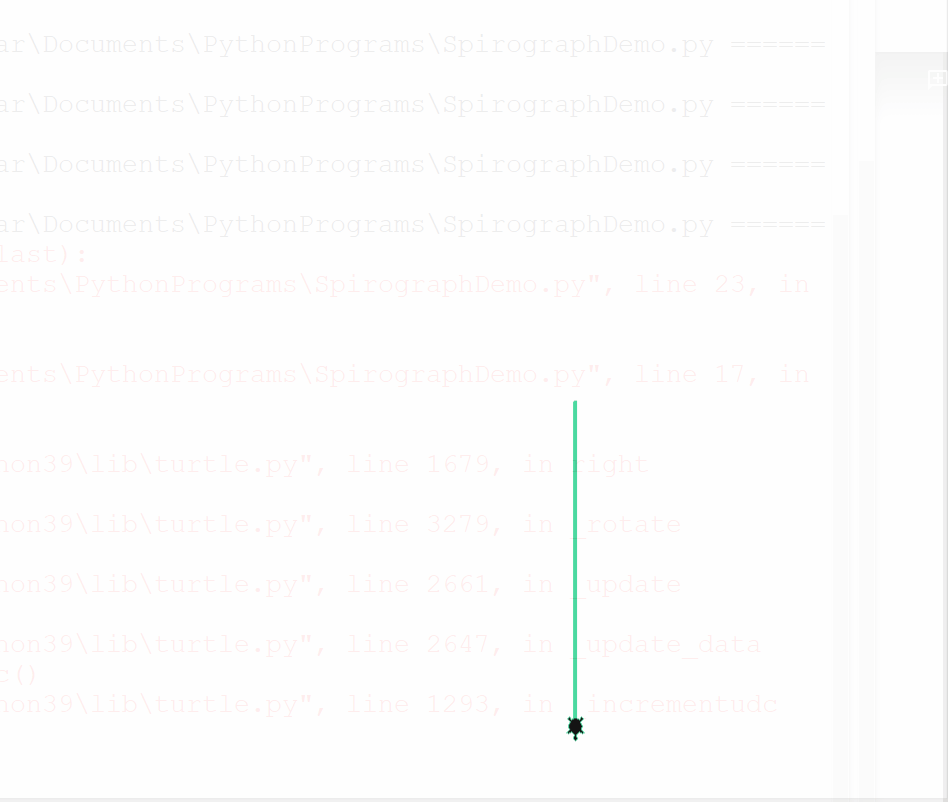 ar\Documents\PythonPrograms\SpirographDemo.py ======
ar\Documents\PythonPrograms\SpirographDemo.py ======
ar\Documents\PythonPrograms\SpirographDemo.py ======
ar\Documents\PythonPrograms\SpirographDemo.py ======
last):
ents\PythonPrograms\SpirographDemo.py", line 23, in
ents\PythonPrograms\SpirographDemo.py", line 17, in
hon39\lib\turtle.py", line 1679, in right
hon39\lib\turtle.py", line 3279, in _rotate
hon39\lib\turtle.py", line 2661, in _update
hon39\lib\turtle.py", line 2647, in _update_data
c()
hon39\lib\turtle.py", line 1293, in _incrementudc